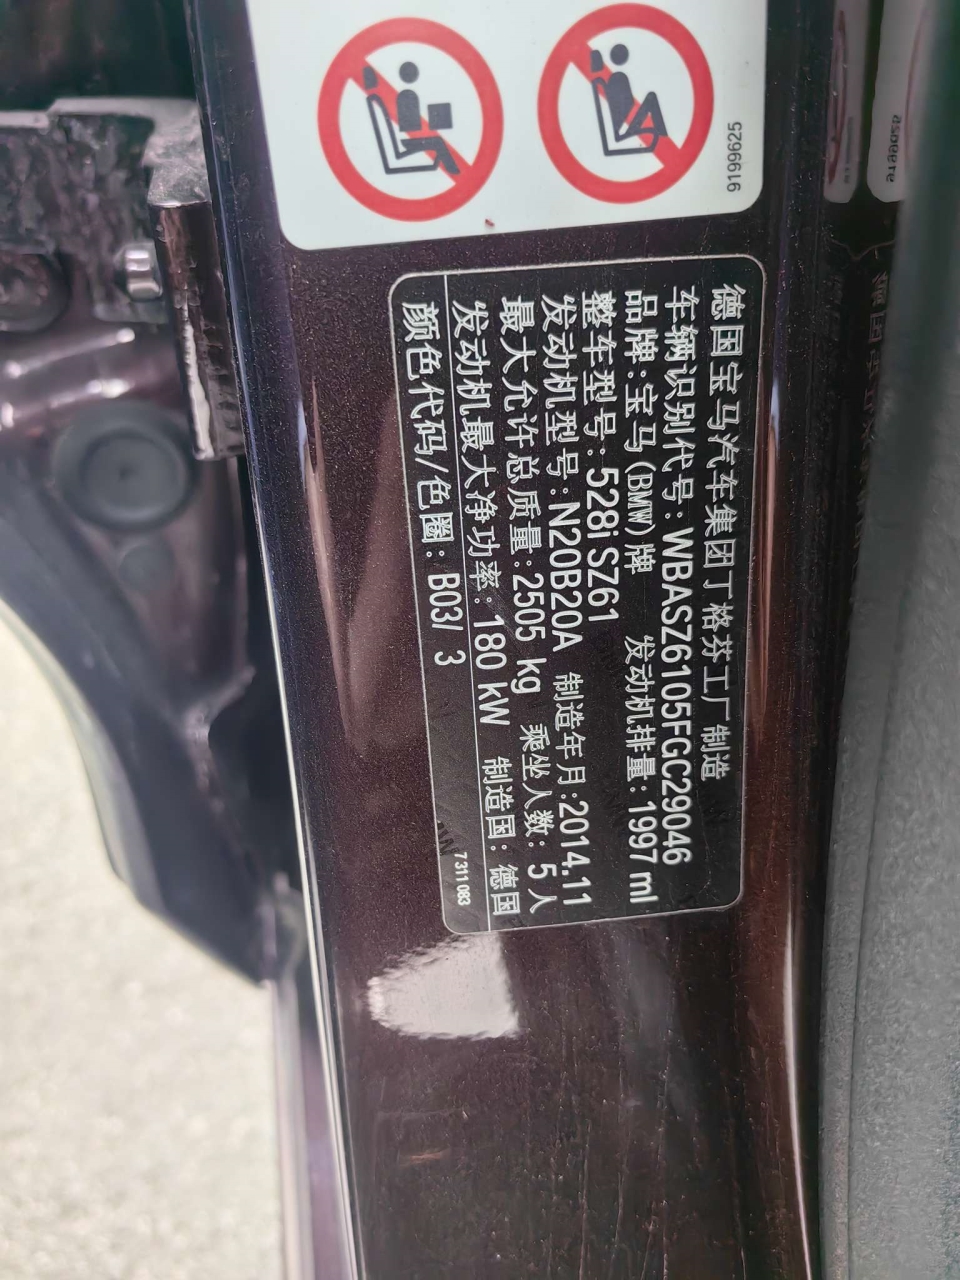 9199625
德国宝马汽车集团丁格芬工厂制造
车辆识别代号: WBASZ6105FGC29046
品牌: 宝马(BMW)牌 发动机排量: 1997 ml
整车型号: 528i SZ61
发动机型号: N20B20A 制造年月: 2014.11
最大允许总质量: 2505 kg 乘坐人数: 5 人
发动机最大净功率: 180 kW 制造国: 德国
颜色代码/色圈: B03/ 3
7 311 083